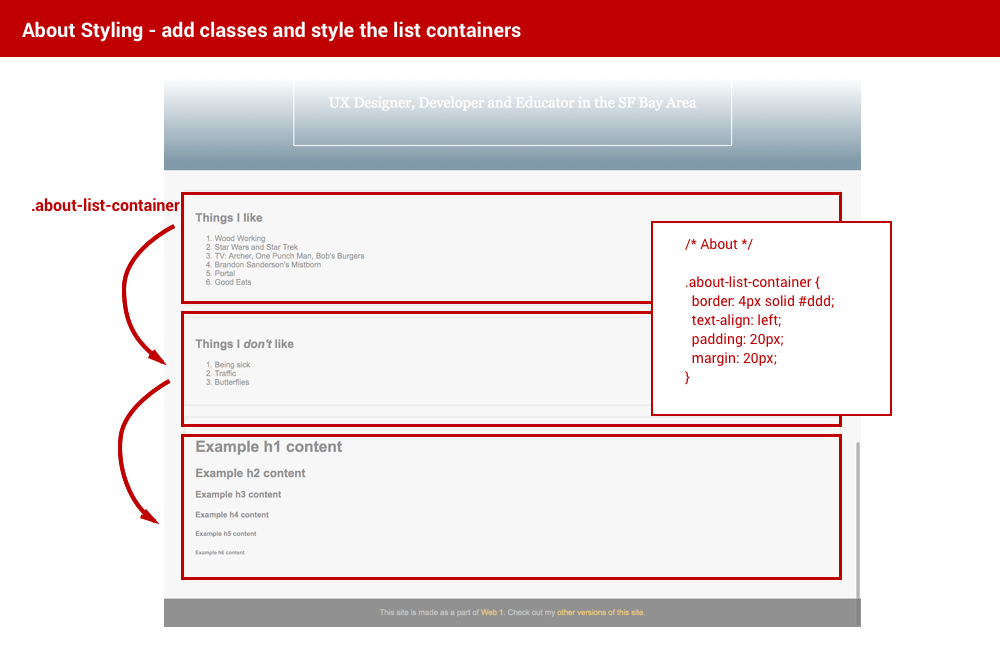 About Styling - add classes and style the list containers
UX Designer, Developer and Educator in the SF Bay Area
.about-list-container
Things I like
1. Wood Working
2. Star Wars and Star Trek
3. TV: Archer, One Punch Man, Bob's Burgers
4. Brandon Sanderson's Mistborn
5. Portal
6. Good Eats
/* About */
.about-list-container {
border: 4px solid #ddd;
text-align: left;
padding: 20px;
margin: 20px;
}
Things I don't like
1. Being sick
2. Traffic
3. Butterflies
Example h1 content
Example h2 content
Example h3 content
Example h4 content
Example h5 content
Example h6 content
This site is made as a part of Web 1. Check out my other versions of this site.